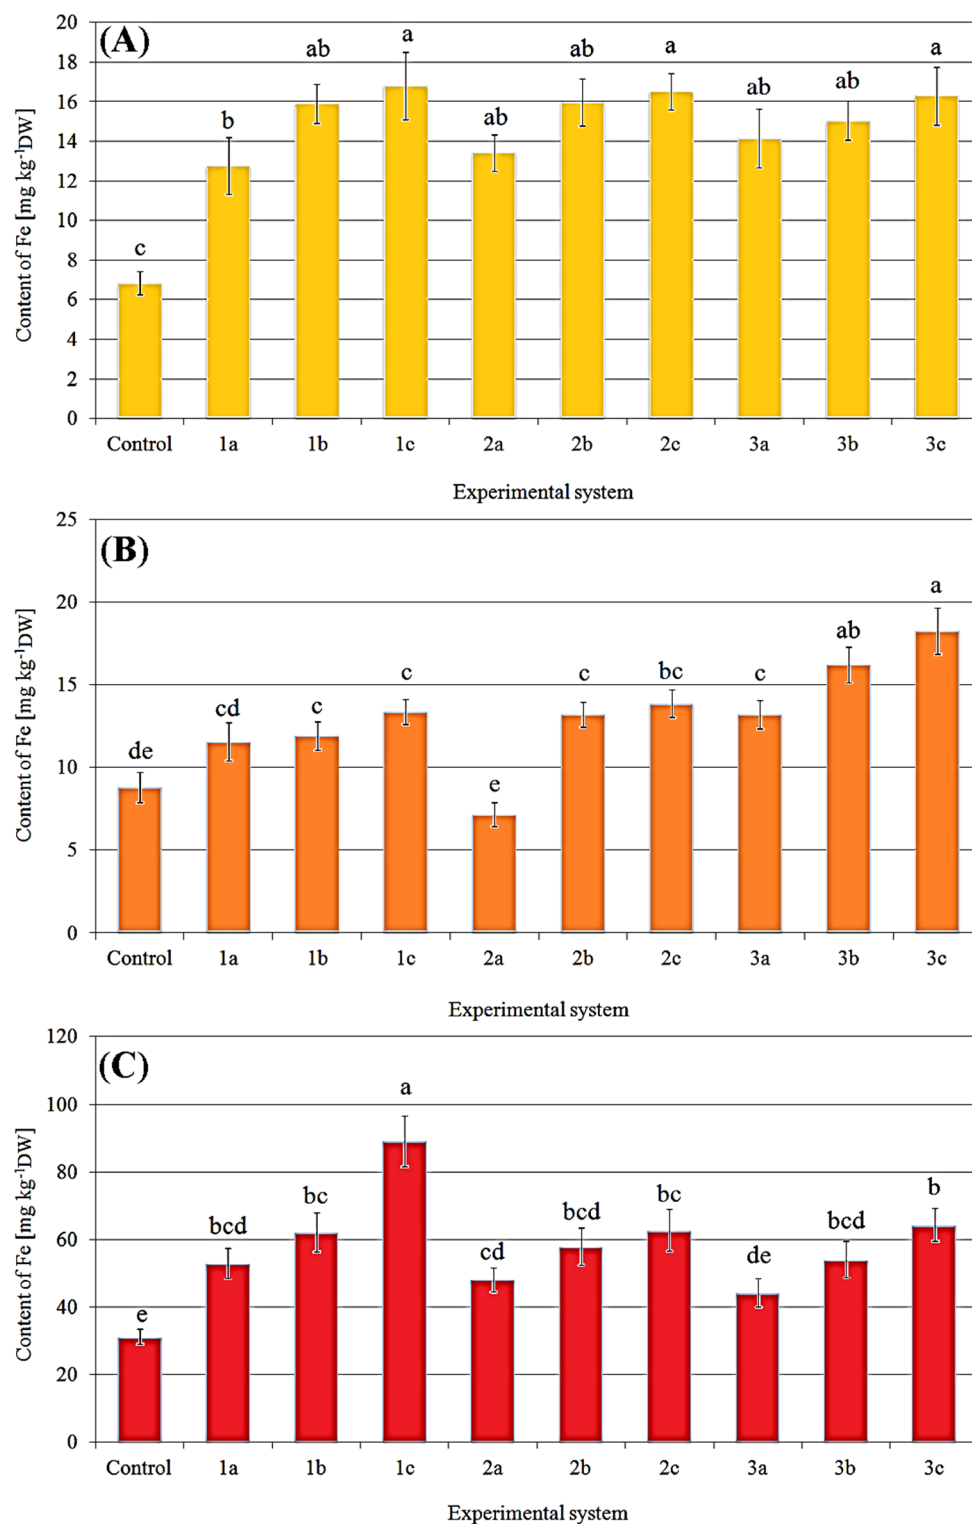 (A)
Content of Fe [mg kg⁻¹DW]
20
18
16
14
12
10
8
6
4
2
0
c
b
ab
a
ab
ab
a
ab
ab
a
Control 1a 1b 1c 2a 2b 2c 3a 3b 3c
Experimental system
(B)
Content of Fe [mg kg⁻¹DW]
25
20
15
10
5
0
de
cd
c
c
e
c
bc
c
ab
a
Control 1a 1b 1c 2a 2b 2c 3a 3b 3c
Experimental system
(C)
Content of Fe [mg kg⁻¹DW]
120
100
80
60
40
20
0
e
bcd
bc
a
cd
bcd
bc
de
bcd
b
Control 1a 1b 1c 2a 2b 2c 3a 3b 3c
Experimental system